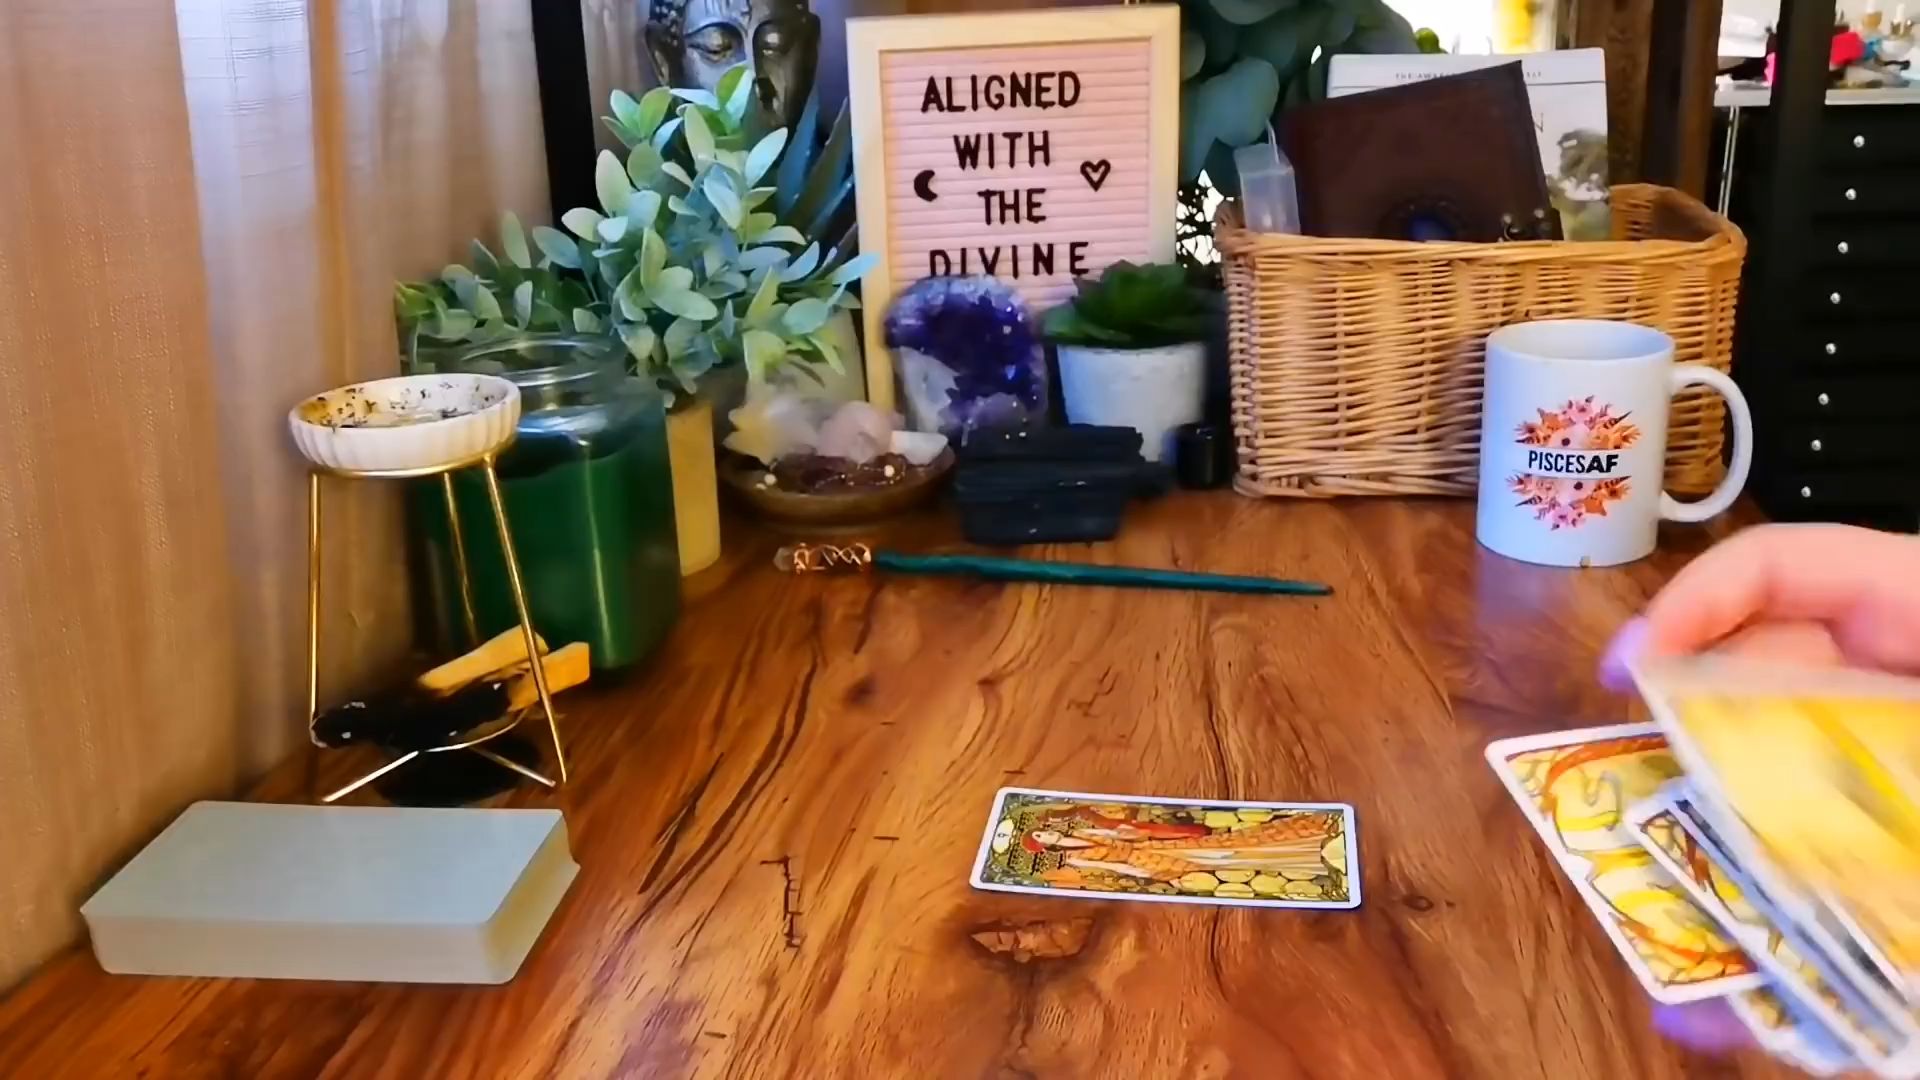 ALIGNED
WITH
THE
DIVINE
PISCESAF